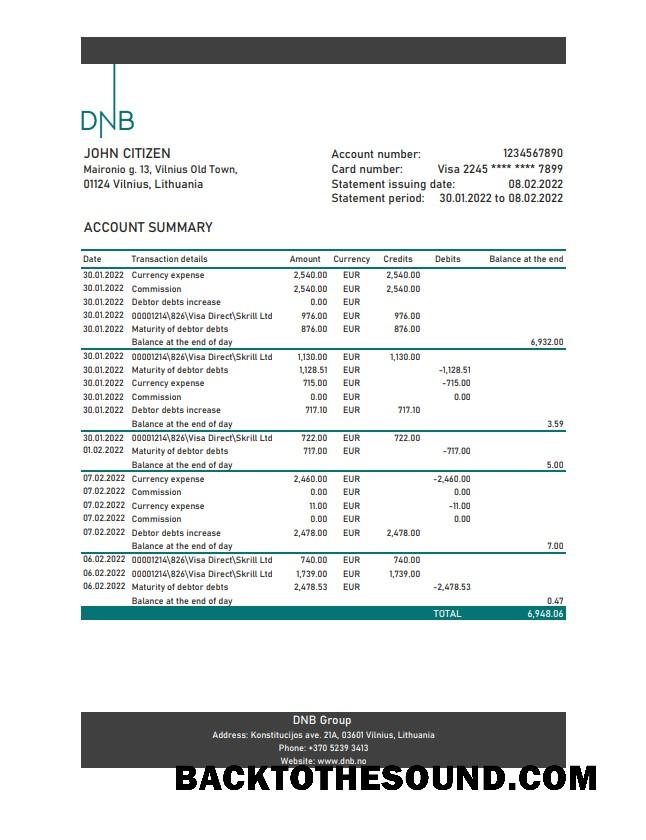 DNB
JOHN CITIZEN
Maironio g. 13, Vilnius Old Town,
01124 Vilnius, Lithuania
Account number: 1234567890
Card number: Visa 2245 **** **** 7899
Statement issuing date: 08.02.2022
Statement period: 30.01.2022 to 08.02.2022
ACCOUNT SUMMARY
Date Transaction details Amount Currency Credits Debits Balance at the end
30.01.2022 Currency expense 2,540.00 EUR 2,540.00
30.01.2022 Commission 2,540.00 EUR 2,540.00
30.01.2022 Debtor debts increase 0.00 EUR
30.01.2022 00001214\826\Visa Direct\Skrill Ltd 976.00 EUR 976.00
30.01.2022 Maturity of debtor debts 876.00 EUR 876.00
Balance at the end of day 6,932.00
30.01.2022 00001214\826\Visa Direct\Skrill Ltd 1,130.00 EUR 1,130.00
30.01.2022 Maturity of debtor debts 1,128.51 EUR -1,128.51
30.01.2022 Currency expense 715.00 EUR -715.00
30.01.2022 Commission 0.00 EUR 0.00
30.01.2022 Debtor debts increase 717.10 EUR 717.10
Balance at the end of day 3.59
30.01.2022 00001214\826\Visa Direct\Skrill Ltd 722.00 EUR 722.00
01.02.2022 Maturity of debtor debts 717.00 EUR -717.00
Balance at the end of day 5.00
07.02.2022 Currency expense 2,460.00 EUR -2,460.00
07.02.2022 Commission 0.00 EUR 0.00
07.02.2022 Currency expense 11.00 EUR -11.00
07.02.2022 Commission 0.00 EUR 0.00
07.02.2022 Debtor debts increase 2,478.00 EUR 2,478.00
Balance at the end of day 7.00
06.02.2022 00001214\826\Visa Direct\Skrill Ltd 740.00 EUR 740.00
06.02.2022 00001214\826\Visa Direct\Skrill Ltd 1,739.00 EUR 1,739.00
06.02.2022 Maturity of debtor debts 2,478.53 EUR -2,478.53
Balance at the end of day 0.47
TOTAL 6,948.06
DNB Group
Address: Konstitucijos ave. 21A, 03601 Vilnius, Lithuania
Phone: +370 5239 3413
Website: www.dnb.no
BACKTOTHESOUND.COM